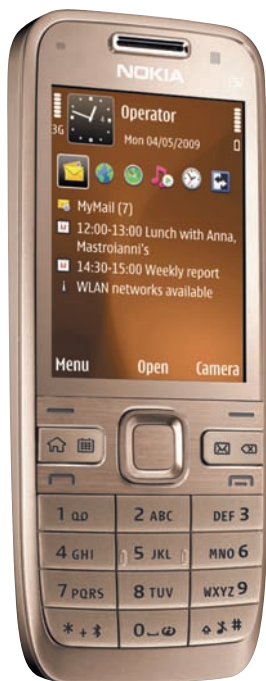 NOKIA
E52
3G
Operator
Mon 04/05/2009
MyMail (7)
12:00-13:00 Lunch with Anna,
Mastroianni's
14:30-15:00 Weekly report
WLAN networks available
Menu Open Camera
1
2 ABC
DEF 3
4 GHI
5 JKL
MNO 6
7 PQRS
8 TUV
WXYZ 9
* +
0
#